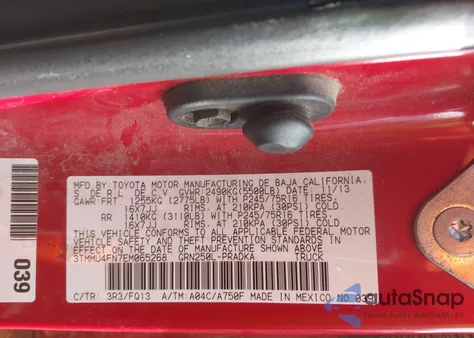 MFD. BY: TOYOTA MOTOR MANUFACTURING DE BAJA CALIFORNIA.
S. DE R.L. DE C.V. GVWR:2490KG(5500LB) DATE: 11/13
GAWR FRT 1255KG (2775LB) WITH P245/75R16 TIRES,
16X7JJ RIMS, AT 210KPA (30PSI) COLD.
RR 1410KG (3110LB) WITH P245/75R16 TIRES,
16X7JJ RIMS, AT 210KPA (30PSI) COLD.
THIS VEHICLE CONFORMS TO ALL APPLICABLE FEDERAL
MOTOR VEHICLE SAFETY AND THEFT PREVENTION STANDARDS IN
EFFECT ON THE DATE OF MANUFACTURE SHOWN ABOVE
3TMMU4FN7EM065268 GRN250L-PRADKA TRUCK
C/TR: 3R3/FQ13 A/TM:A04C/A750F MADE IN MEXICO NO 039
039
autoSnap